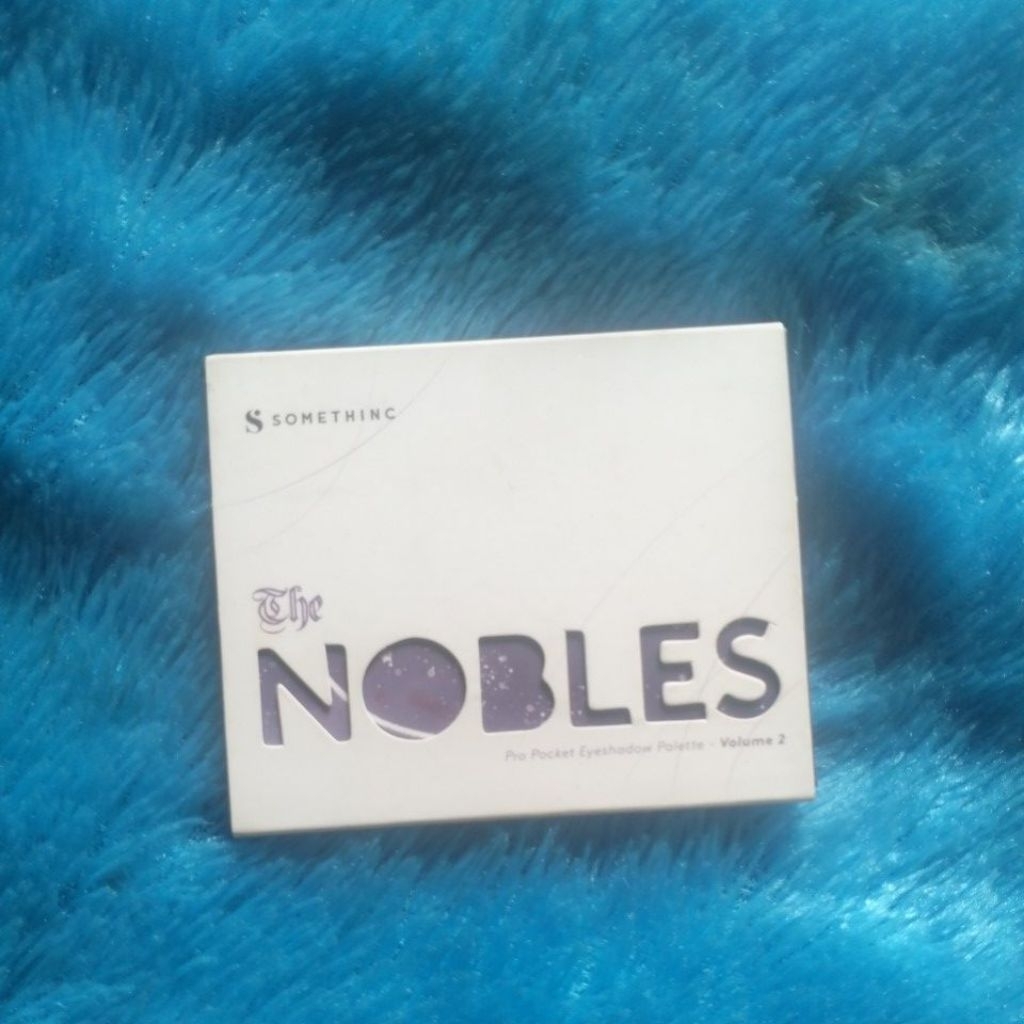 SOMETHINC
The
NOBLES
Pro Pocket Eyeshadow Palette - Volume 2